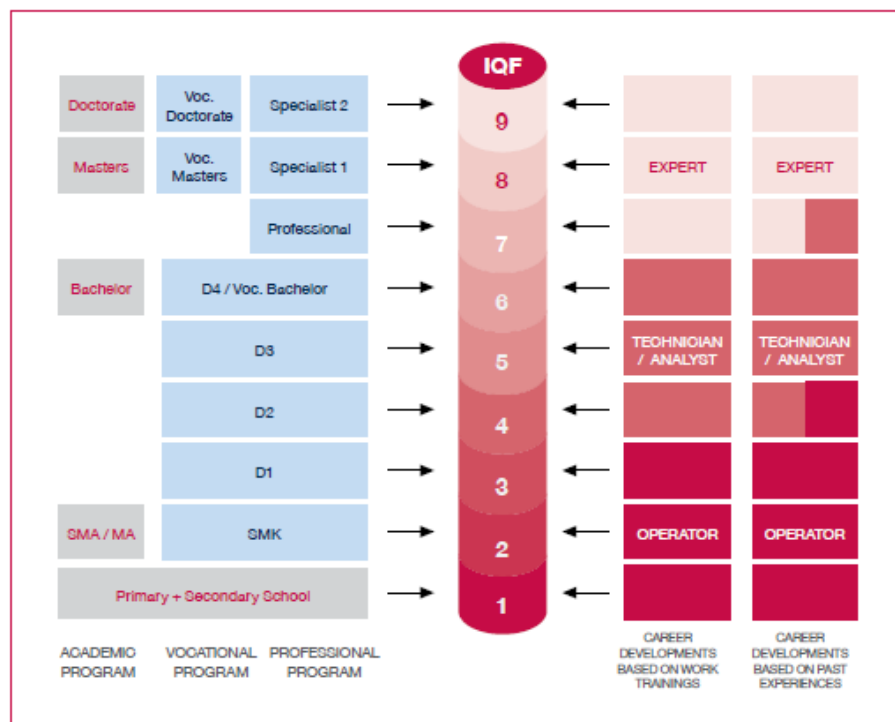 IQF
Doctorate
Voc.
Doctorate
Specialist 2
9
Masters
Voc.
Masters
Specialist 1
8
EXPERT
EXPERT
Professional
7
Bachelor
D4 / Voc. Bachelor
6
D3
5
TECHNICIAN
/ ANALYST
TECHNICIAN
/ ANALYST
D2
4
D1
3
SMA / MA
SMK
2
OPERATOR
OPERATOR
Primary + Secondary School
1
ACADEMIC
PROGRAM
VOCATIONAL
PROGRAM
PROFESSIONAL
PROGRAM
CAREER
DEVELOPMENTS
BASED ON WORK
TRAININGS
CAREER
DEVELOPMENTS
BASED ON PAST
EXPERIENCES